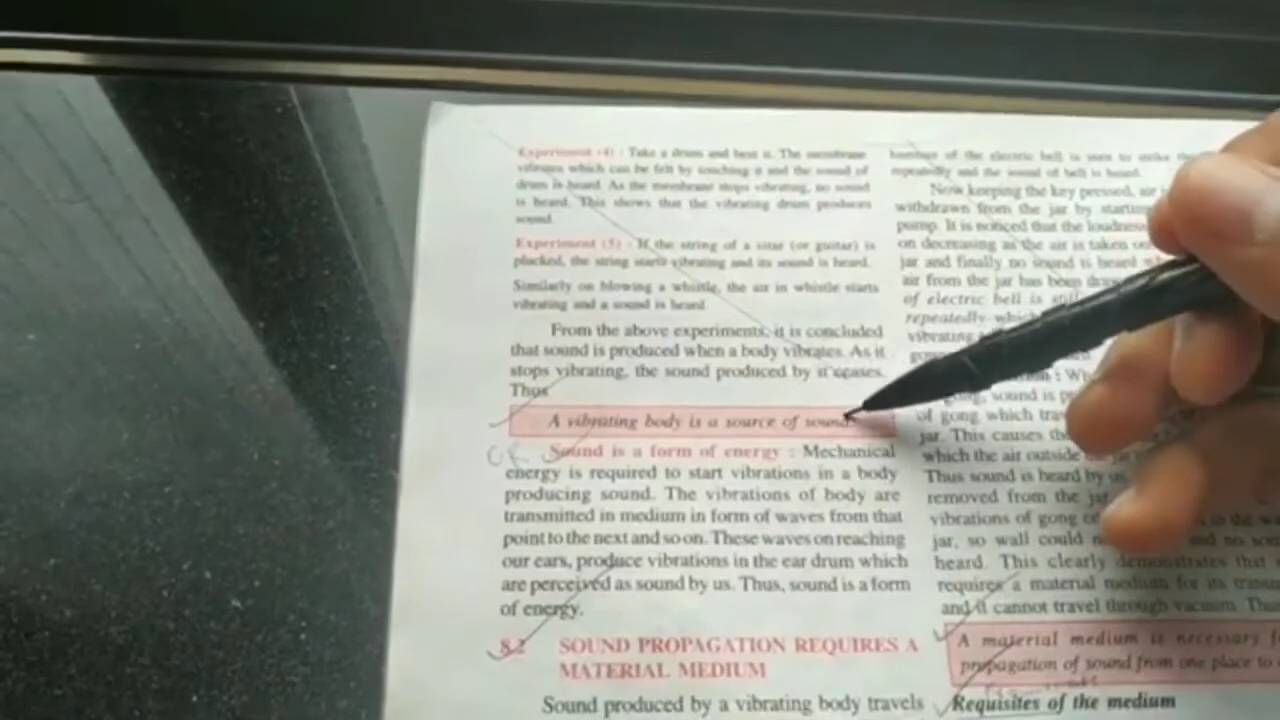 Experiment (4) : Take a drum and beat it. The membrane
vibrates which can be felt by touching it and the sound of
drum is heard. As the membrane stops vibrating, no sound
is heard. This shows that the vibrating drum produces
sound.
Experiment (5) : If the string of a sitar (or guitar) is
plucked, the string starts vibrating and its sound is heard.
Similarly on blowing a whistle, the air in whistle starts
vibrating and a sound is heard.
From the above experiments, it is concluded
that sound is produced when a body vibrates. As it
stops vibrating, the sound produced by it ceases.
Thus
A vibrating body is a source of sound.
OR
Sound is a form of energy : Mechanical
energy is required to start vibrations in a body
producing sound. The vibrations of body are
transmitted in medium in form of waves from that
point to the next and so on. These waves on reaching
our ears, produce vibrations in the ear drum which
are perceived as sound by us. Thus, sound is a form
of energy.
8.2 SOUND PROPAGATION REQUIRES A
MATERIAL MEDIUM
Sound produced by a vibrating body travels
hammer of the electric bell is seen to strike
repeatedly and the sound of bell is heard.
Now keeping the key pressed, air
withdrawn from the jar by
pump. It is noticed that the loudness
on decreasing as the air is taken
jar and finally no sound is heard
air from the jar has been
of electric bell is still
repeatedly which
vibrating
: 
gong, sound is
of gong which
jar. This causes
which the air outside
Thus sound is heard by us
removed from the jar
vibrations of gong
jar, so wall could and no
heard. This clearly demonstrates that
requires a material medium for its
and it cannot travel through vacuum.
A material medium is necessary
propagation of sound from one place to
Requisites of the medium